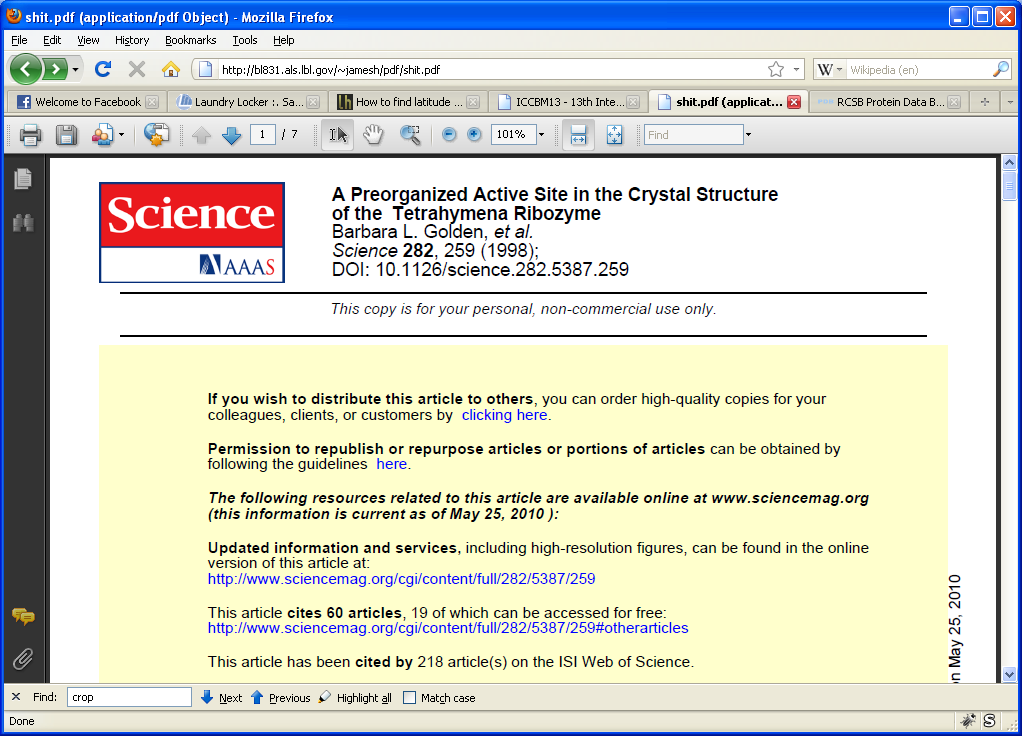 shit.pdf (application/pdf Object) - Mozilla Firefox
File Edit View History Bookmarks Tools Help
http://bl831.als.lbl.gov/~jamesh/pdf/shit.pdf W Wikipedia (en)
Welcome to Facebook Laundry Locker :. Sa... How to find latitude ... ICCBM13 - 13th Inte... shit.pdf (applicat... RCSB Protein Data B...
1 / 7 101% Find
Science
AAAS
A Preorganized Active Site in the Crystal Structure
of the Tetrahymena Ribozyme
Barbara L. Golden, et al.
Science 282, 259 (1998);
DOI: 10.1126/science.282.5387.259
This copy is for your personal, non-commercial use only.
If you wish to distribute this article to others, you can order high-quality copies for your
colleagues, clients, or customers by clicking here.
Permission to republish or repurpose articles or portions of articles can be obtained by
following the guidelines here.
The following resources related to this article are available online at www.sciencemag.org
(this information is current as of May 25, 2010 ):
Updated information and services, including high-resolution figures, can be found in the online
version of this article at:
http://www.sciencemag.org/cgi/content/full/282/5387/259
This article cites 60 articles, 19 of which can be accessed for free:
http://www.sciencemag.org/cgi/content/full/282/5387/259#otherarticles
This article has been cited by 218 article(s) on the ISI Web of Science.
on May 25, 2010
Find: crop Next Previous Highlight all Match case
Done